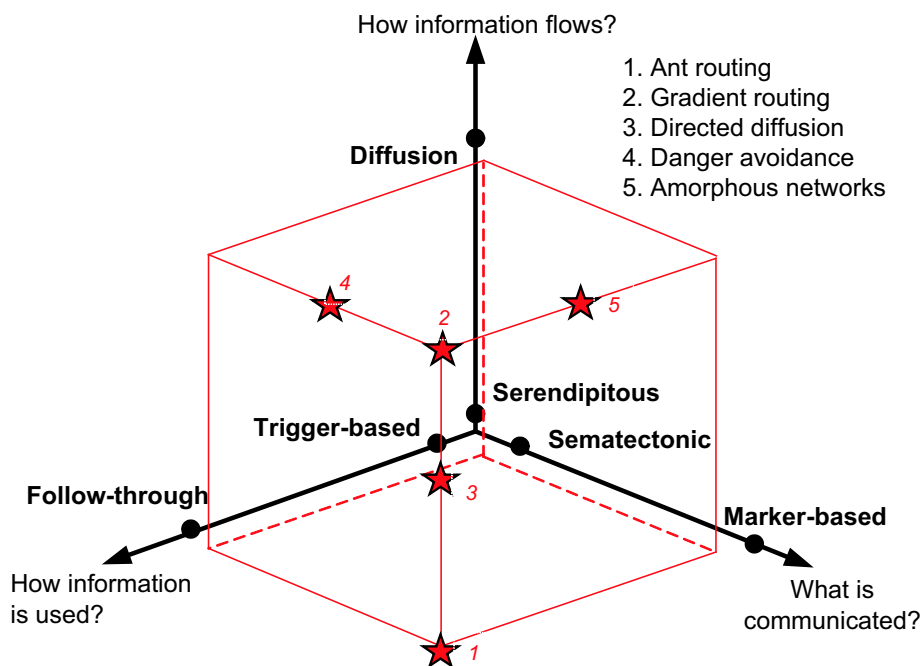 How information flows?
1. Ant routing
2. Gradient routing
3. Directed diffusion
4. Danger avoidance
5. Amorphous networks
Diffusion
4
5
2
Serendipitous
Trigger-based
Sematectonic
Follow-through
3
Marker-based
How information
is used?
What is
communicated?
1